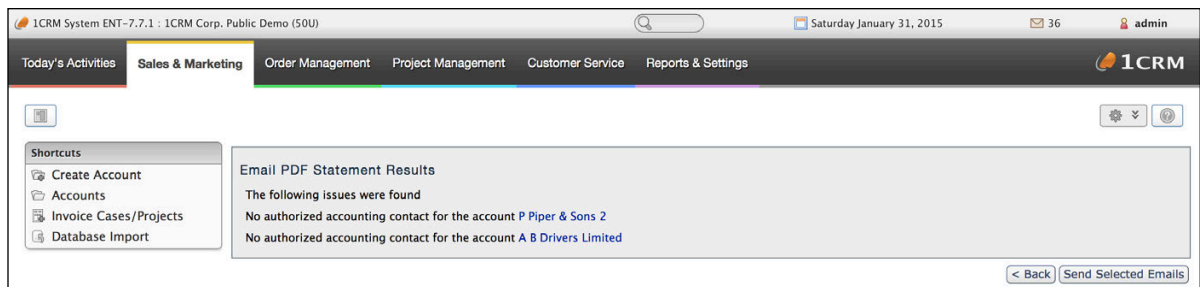 1CRM System ENT-7.7.1 : 1CRM Corp. Public Demo (50U)
Saturday January 31, 2015
36
admin
Today's Activities Sales & Marketing Order Management Project Management Customer Service Reports & Settings
1CRM
Shortcuts
Create Account
Accounts
Invoice Cases/Projects
Database Import
Email PDF Statement Results
The following issues were found
No authorized accounting contact for the account P Piper & Sons 2
No authorized accounting contact for the account A B Drivers Limited
< Back Send Selected Emails